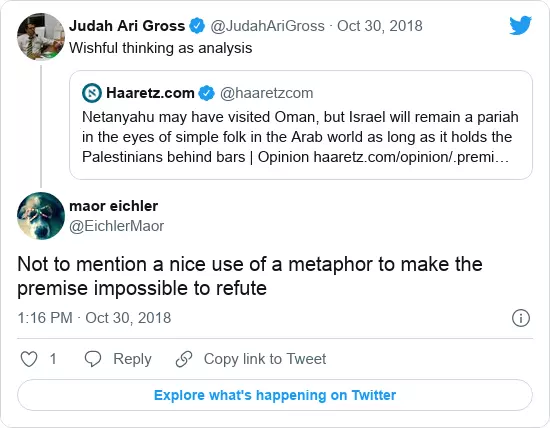 Judah Ari Gross @JudahAriGross · Oct 30, 2018
Wishful thinking as analysis
Haaretz.com @haaretzcom
Netanyahu may have visited Oman, but Israel will remain a pariah
in the eyes of simple folk in the Arab world as long as it holds the
Palestinians behind bars | Opinion haaretz.com/opinion/.premi…
maor eichler
@EichlerMaor
Not to mention a nice use of a metaphor to make the
premise impossible to refute
1:16 PM · Oct 30, 2018
1 Reply Copy link to Tweet
Explore what's happening on Twitter